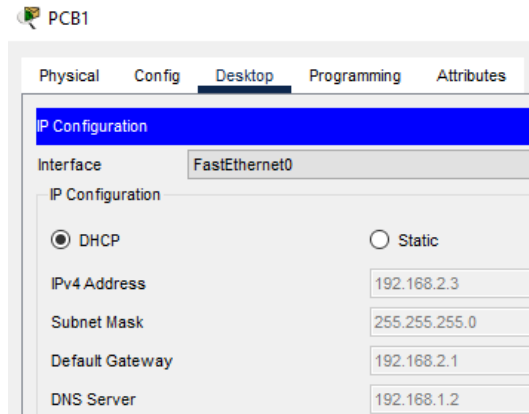 PCB1
Physical Config Desktop Programming Attributes
IP Configuration
Interface FastEthernet0
IP Configuration
DHCP Static
IPv4 Address 192.168.2.3
Subnet Mask 255.255.255.0
Default Gateway 192.168.2.1
DNS Server 192.168.1.2